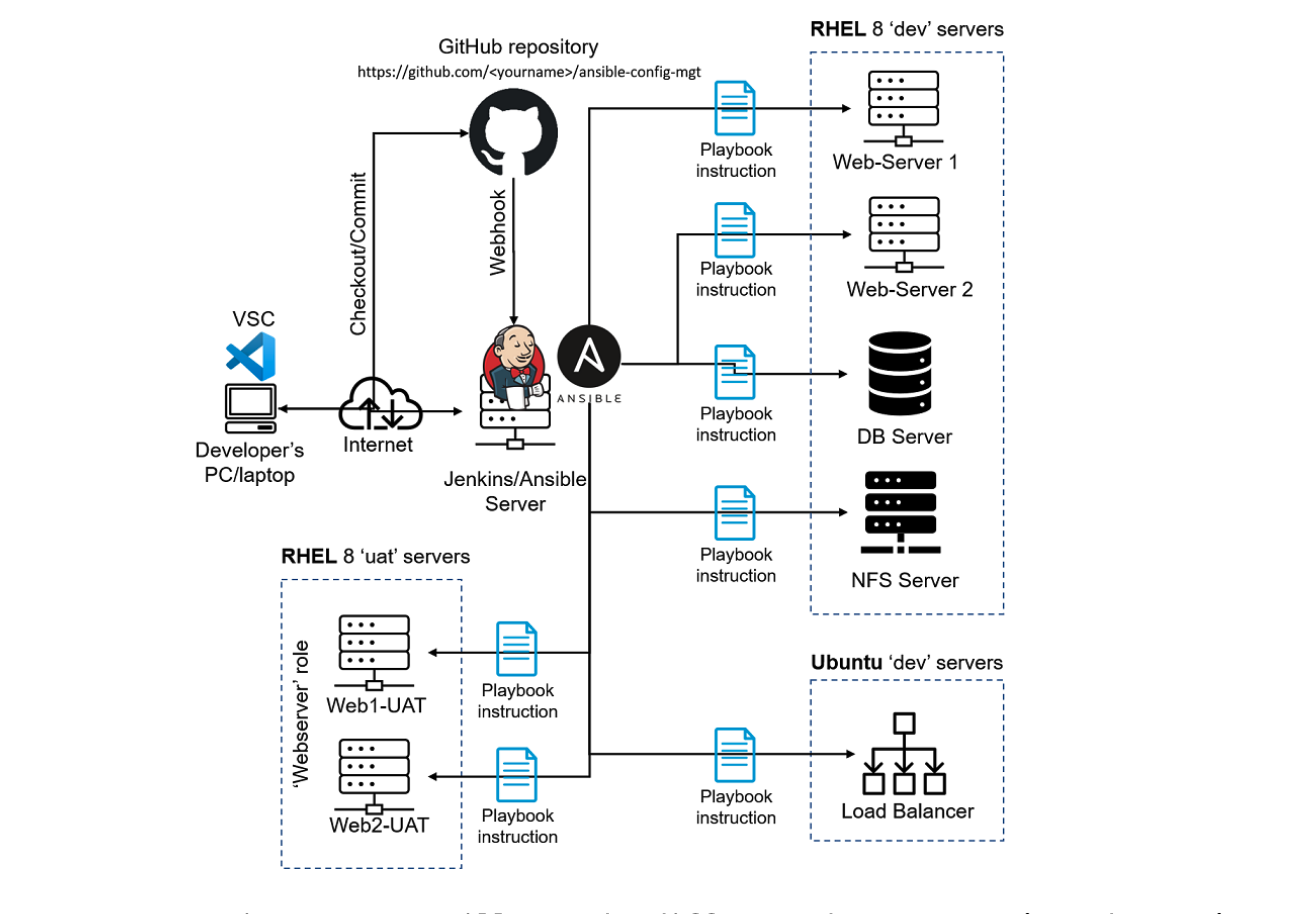 RHEL 8 ‘dev’ servers
GitHub repository
https://github.com/<yourname>/ansible-config-mgt
Playbook
instruction
Web-Server 1
Checkout/Commit
Webhook
Playbook
instruction
Web-Server 2
VSC
ANSIBLE
Playbook
instruction
DB Server
Developer’s
PC/laptop
Internet
Jenkins/Ansible
Server
Playbook
instruction
NFS Server
RHEL 8 ‘uat’ servers
‘Webserver’ role
Web1-UAT
Playbook
instruction
Web2-UAT
Playbook
instruction
Ubuntu ‘dev’ servers
Playbook
instruction
Load Balancer